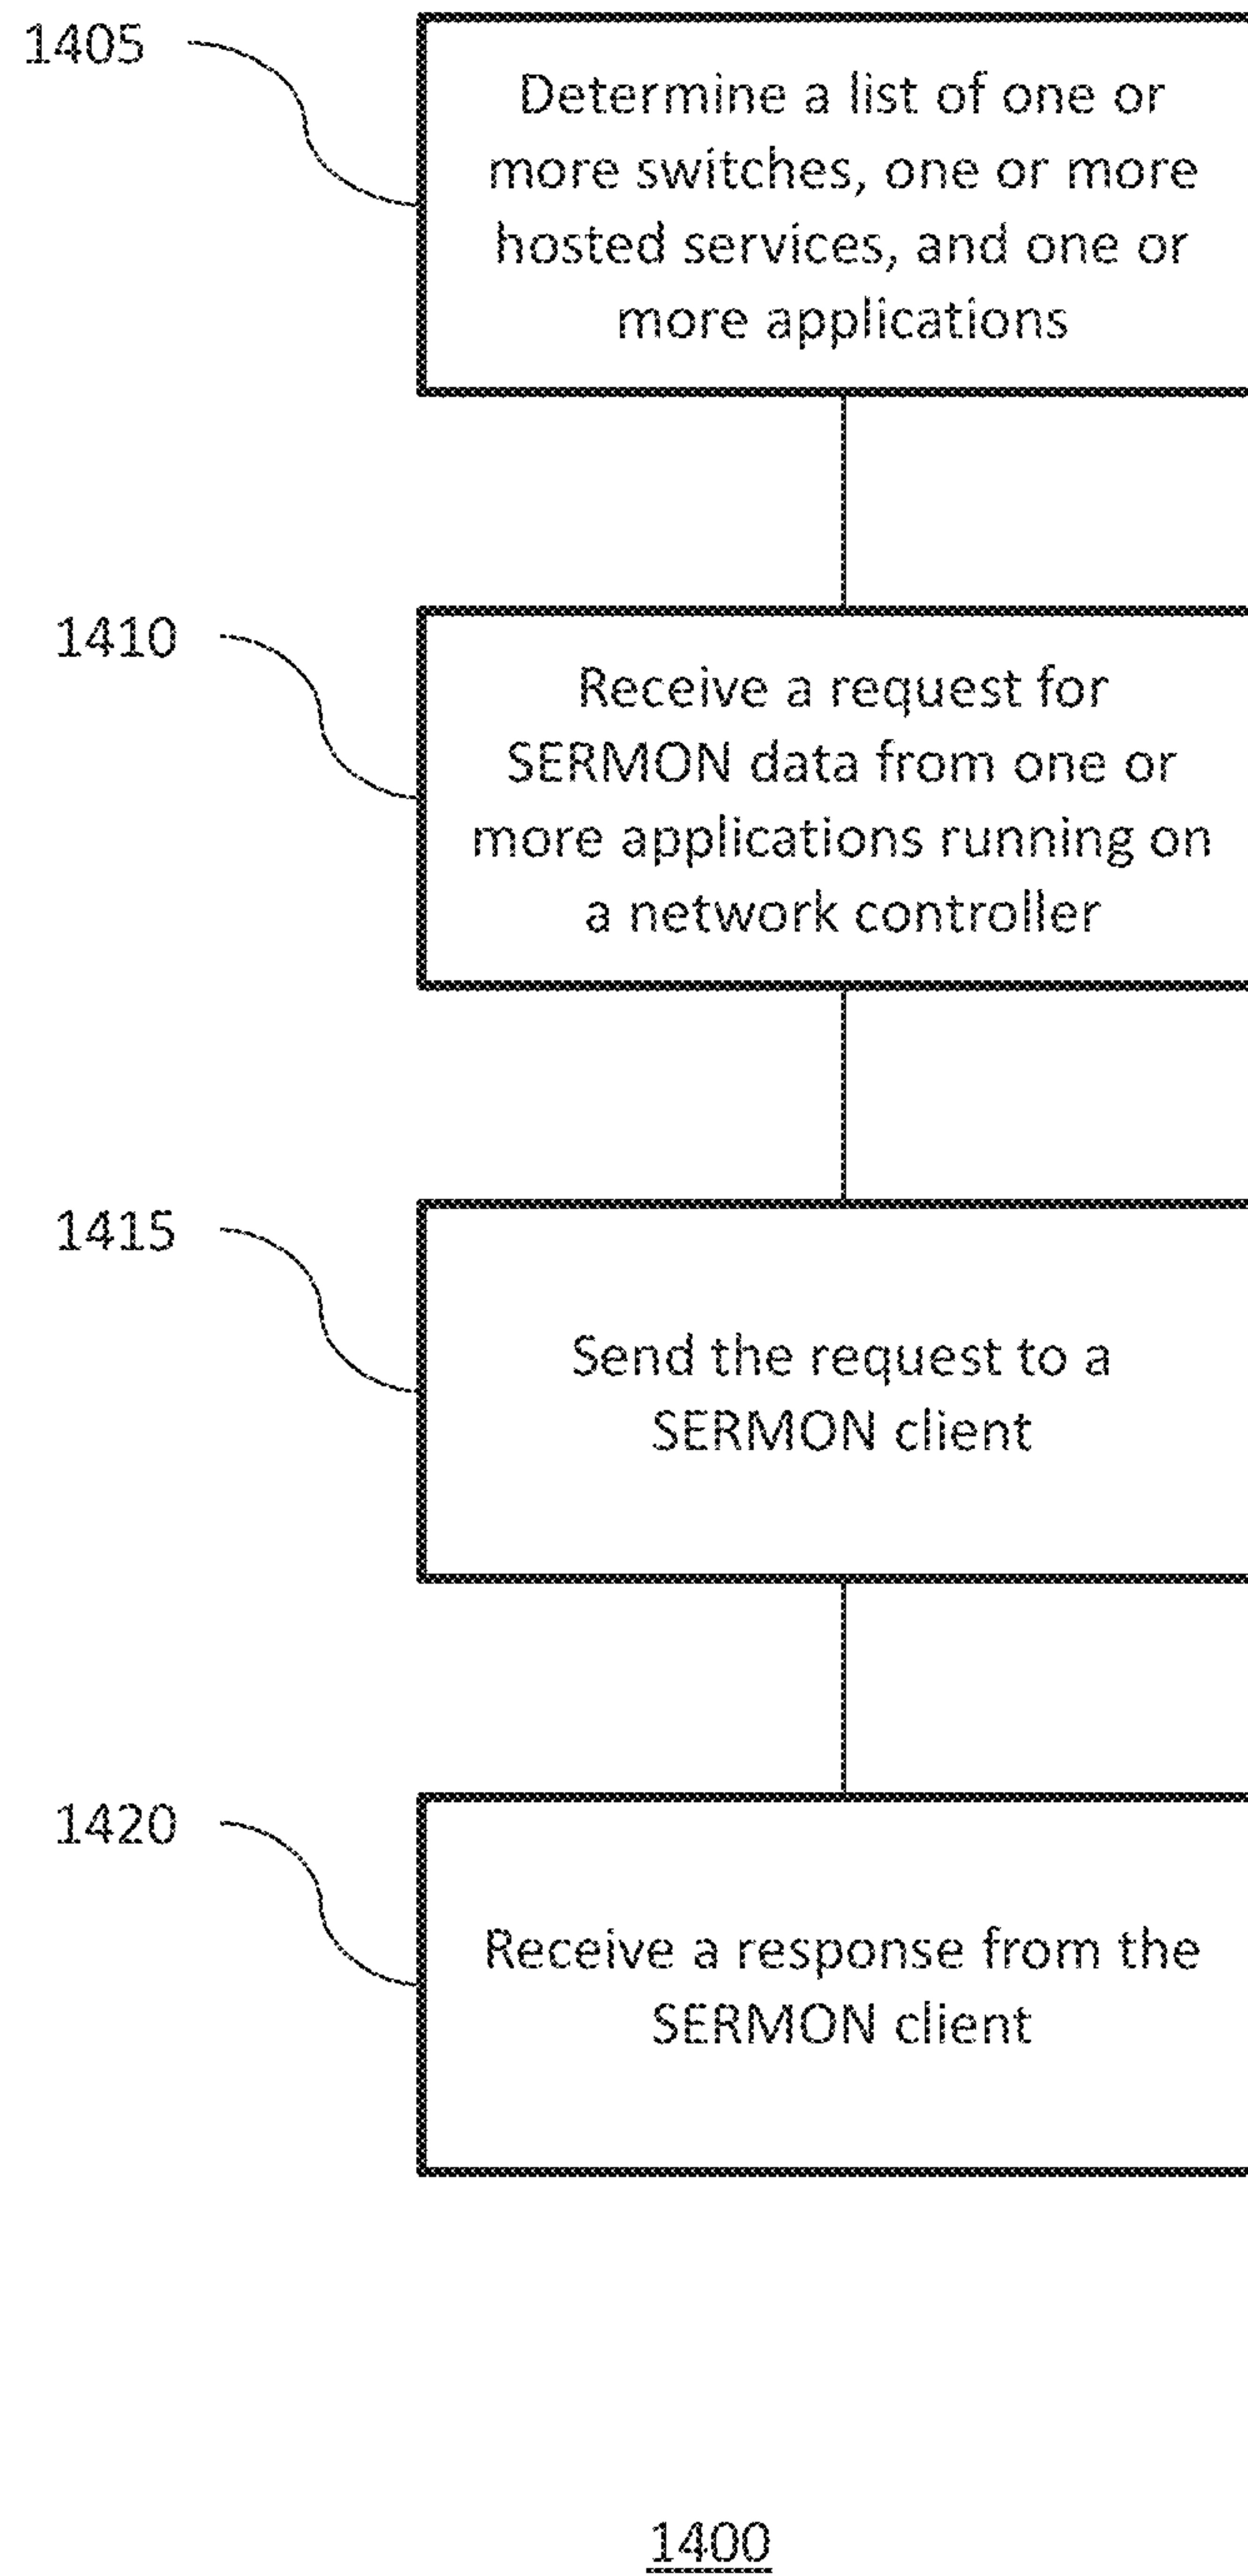 1405
Determine a list of one or
more switches, one or more
hosted services, and one or
more applications
1410
Receive a request for
SERMON data from one or
more applications running on
a network controller
1415
Send the request to a
SERMON client
1420
Receive a response from the
SERMON client
1400